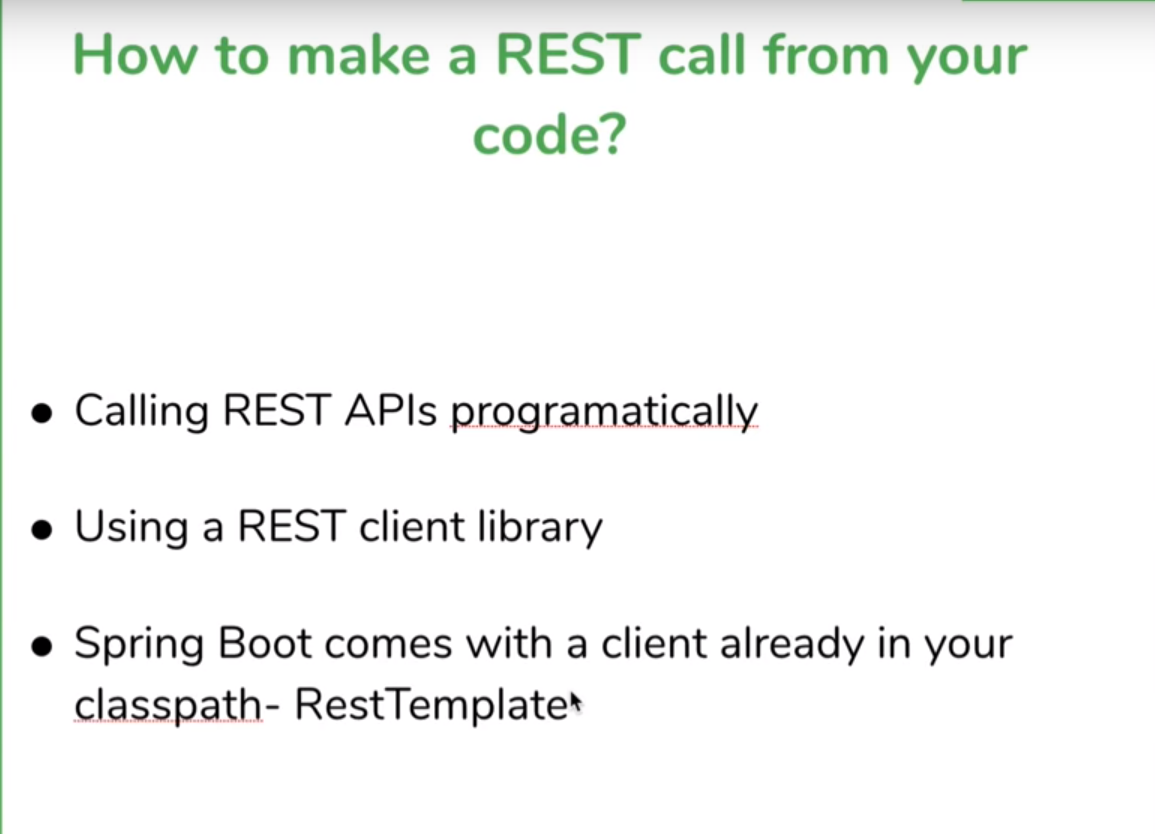 How to make a REST call from your
code?
● Calling REST APIs programatically
● Using a REST client library
● Spring Boot comes with a client already in your
classpath- RestTemplate